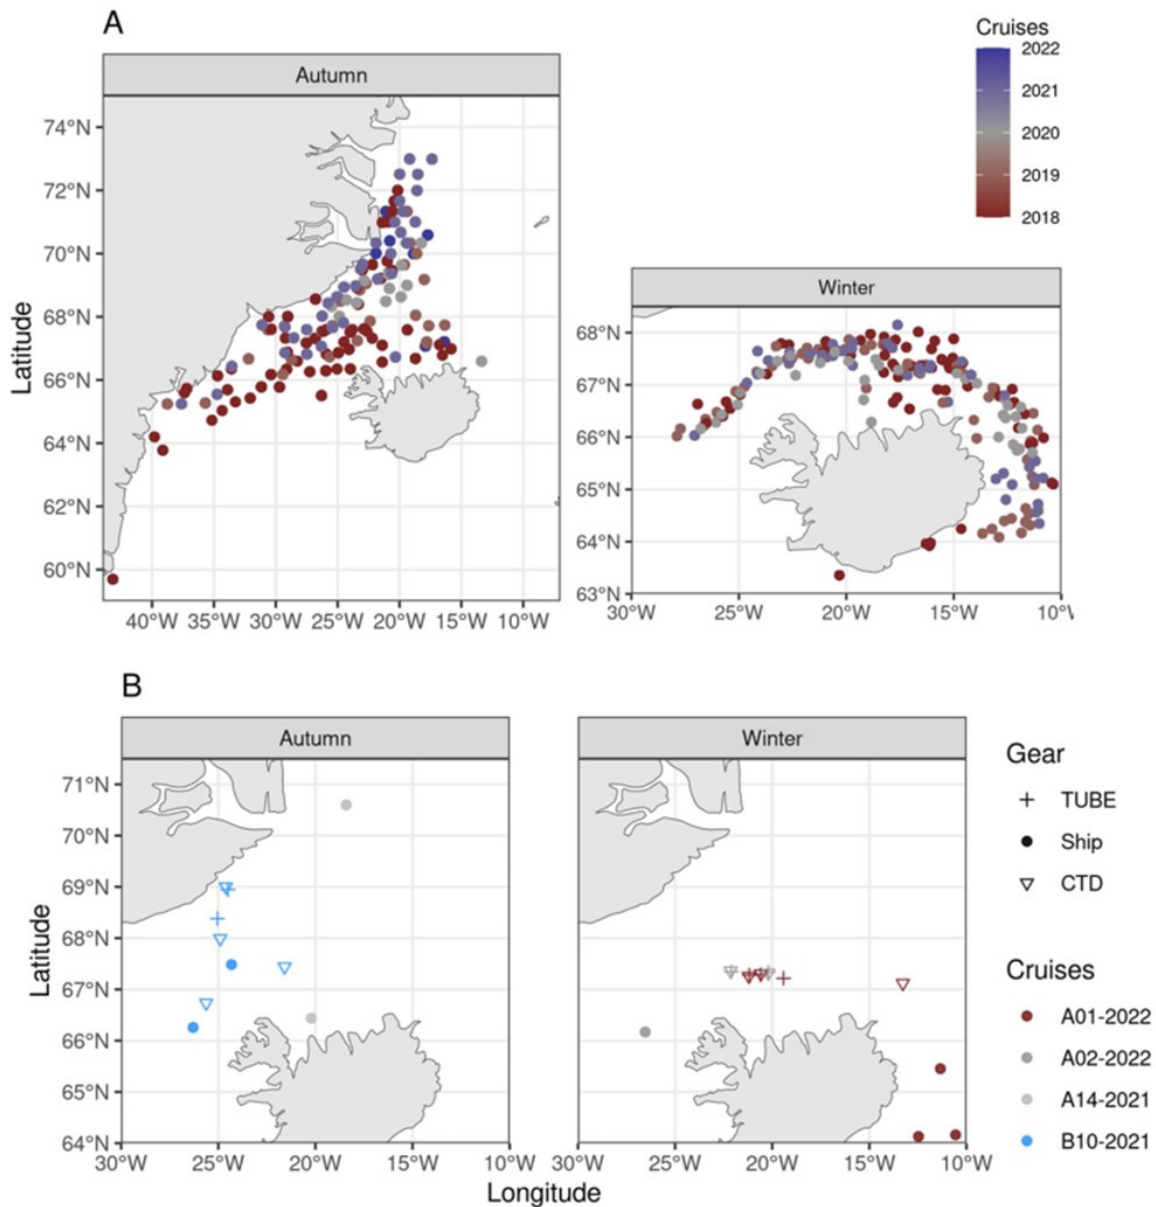 A
Autumn
74°N
72°N
70°N
68°N
66°N
64°N
62°N
60°N
40°W 35°W 30°W 25°W 20°W 15°W 10°W
Latitude
Cruises
2022
2021
2020
2019
2018
Winter
68°N
67°N
66°N
65°N
64°N
63°N
30°W 25°W 20°W 15°W 10°
B
Autumn
71°N
70°N
69°N
68°N
67°N
66°N
65°N
64°N
30°W 25°W 20°W 15°W 10°W
Latitude
Winter
30°W 25°W 20°W 15°W 10°W
Longitude
Gear
TUBE
Ship
CTD
Cruises
A01-2022
A02-2022
A14-2021
B10-2021